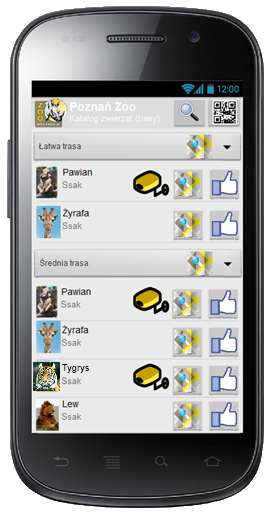 12:00
ZOO
Poznań Zoo
Katalog zwierząt (trasy)
Łatwa trasa
Pawian
Ssak
Żyrafa
Ssak
Średnia trasa
Pawian
Ssak
Żyrafa
Ssak
Tygrys
Ssak
Lew
Ssak